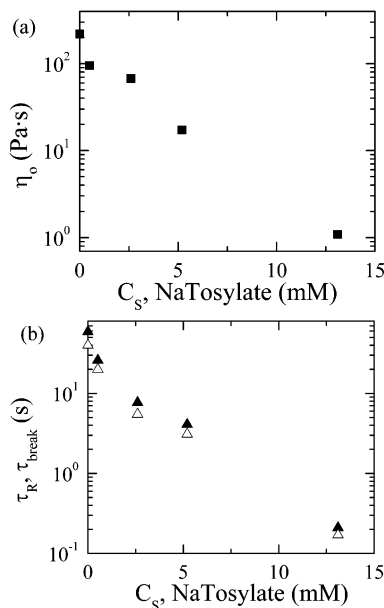 (a)
10²
10¹
10⁰
ηₒ (Pa·s)
0 5 10 15
C_S, NaTosylate (mM)
(b)
10¹
10⁰
10⁻¹
τ_R, τ_break (s)
0 5 10 15
C_S, NaTosylate (mM)